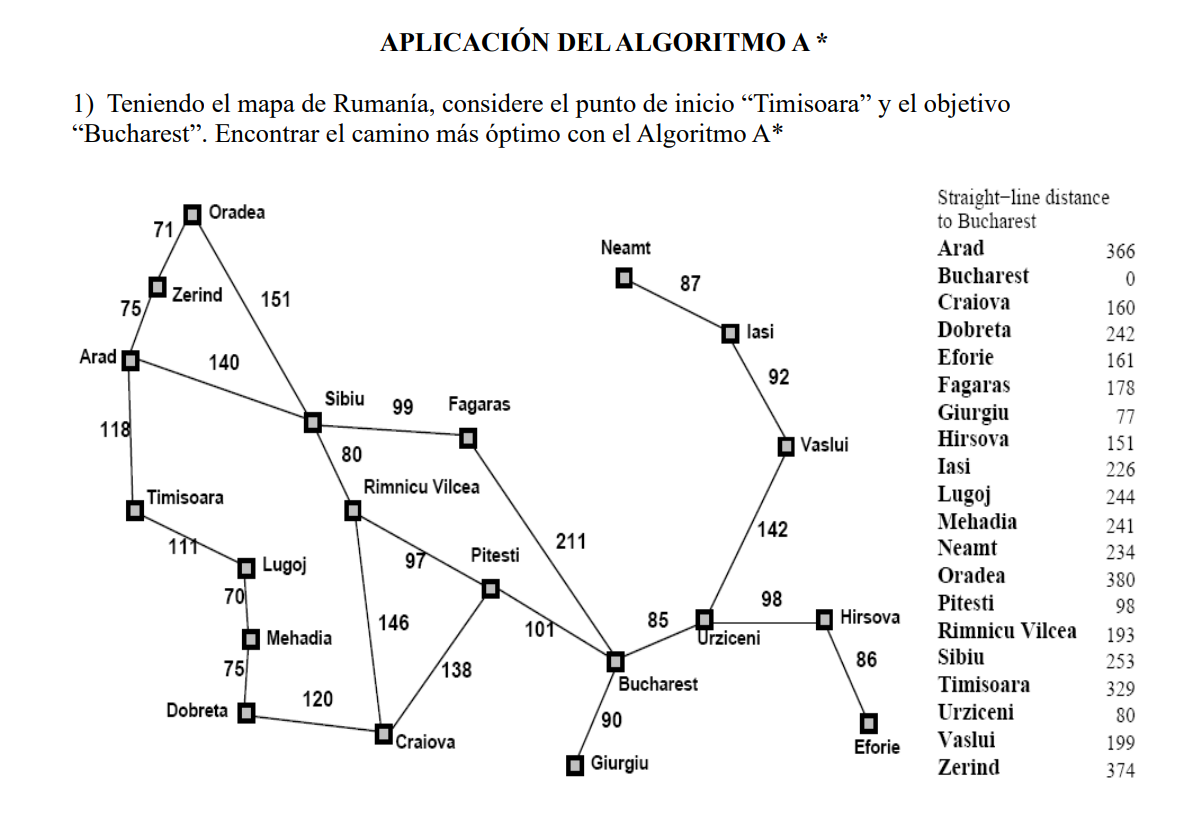 APLICACIÓN DEL ALGORITMO A *
1) Teniendo el mapa de Rumanía, considere el punto de inicio “Timisoara” y el objetivo
“Bucharest”. Encontrar el camino más óptimo con el Algoritmo A*
Oradea
71
Zerind
75
151
Arad
140
118
Sibiu
99
Fagaras
80
Timisoara
Rimnicu Vilcea
111
Lugoj
97
Pitesti
211
70
Mehadia
146
101
75
138
Dobreta
120
Craiova
Neamt
87
Iasi
92
Vaslui
142
98
Hirsova
85
Urziceni
86
Bucharest
90
Giurgiu
Eforie
Straight-line distance
to Bucharest
Arad 366
Bucharest 0
Craiova 160
Dobreta 242
Eforie 161
Fagaras 178
Giurgiu 77
Hirsova 151
Iasi 226
Lugoj 244
Mehadia 241
Neamt 234
Oradea 380
Pitesti 98
Rimnicu Vilcea 193
Sibiu 253
Timisoara 329
Urziceni 80
Vaslui 199
Zerind 374